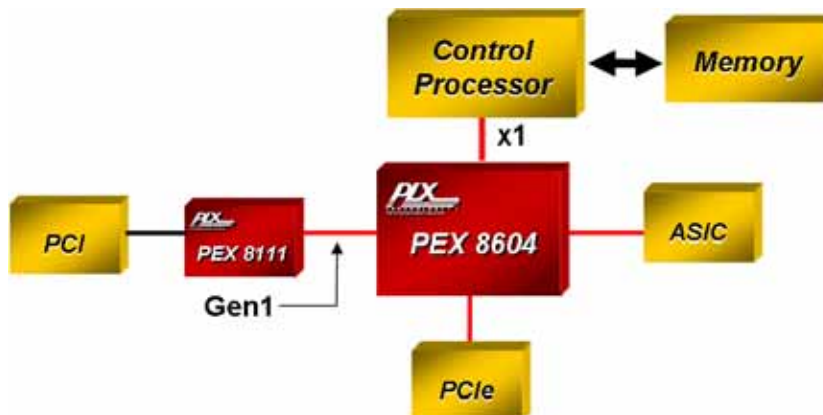 Control
Processor
Memory
x1
PLX
PEX 8604
PCI
PLX
PEX 8111
ASIC
Gen1
PCIe